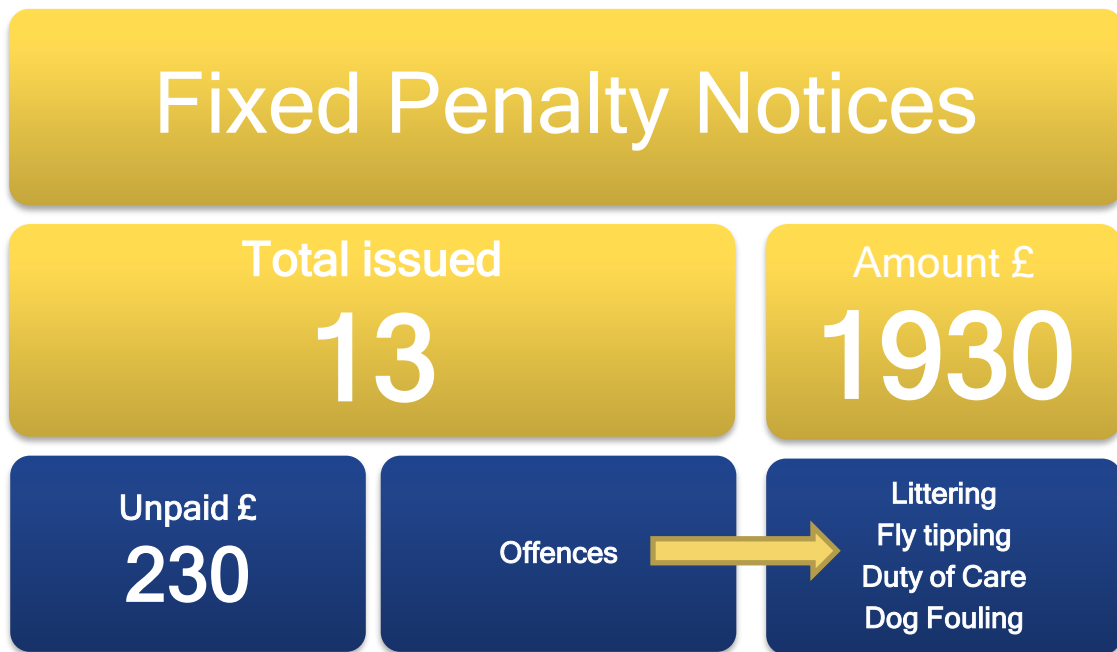 Fixed Penalty Notices
Total issued
13
Amount £
1930
Unpaid £
230
Offences
Littering
Fly tipping
Duty of Care
Dog Fouling